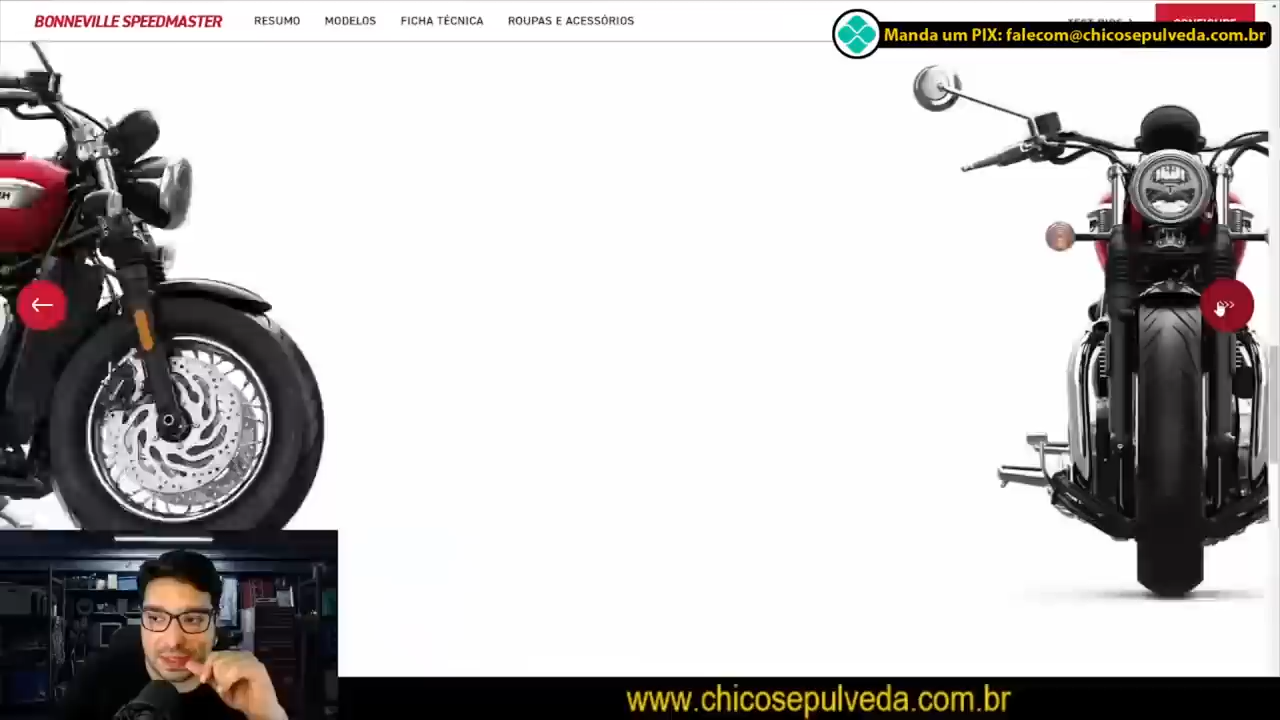 BONNEVILLE SPEEDMASTER
RESUMO
MODELOS
FICHA TÉCNICA
ROUPAS E ACESSÓRIOS
Manda um PIX: falecom@chicosepulveda.com.br
www.chicosepulveda.com.br